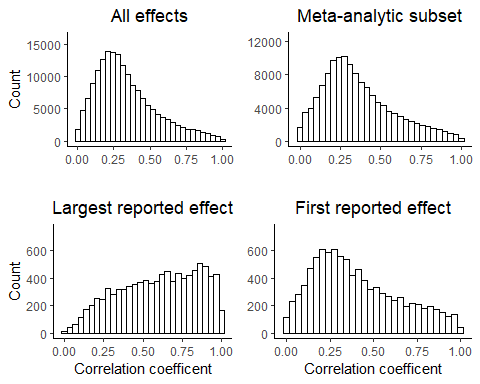 All effects
Meta-analytic subset
Count
15000
10000
5000
0
0.00 0.25 0.50 0.75 1.00
12000
8000
4000
0
0.00 0.25 0.50 0.75 1.00
Largest reported effect
First reported effect
Count
600
400
200
0
0.00 0.25 0.50 0.75 1.00
Correlation coefficent
600
400
200
0
0.00 0.25 0.50 0.75 1.00
Correlation coefficent